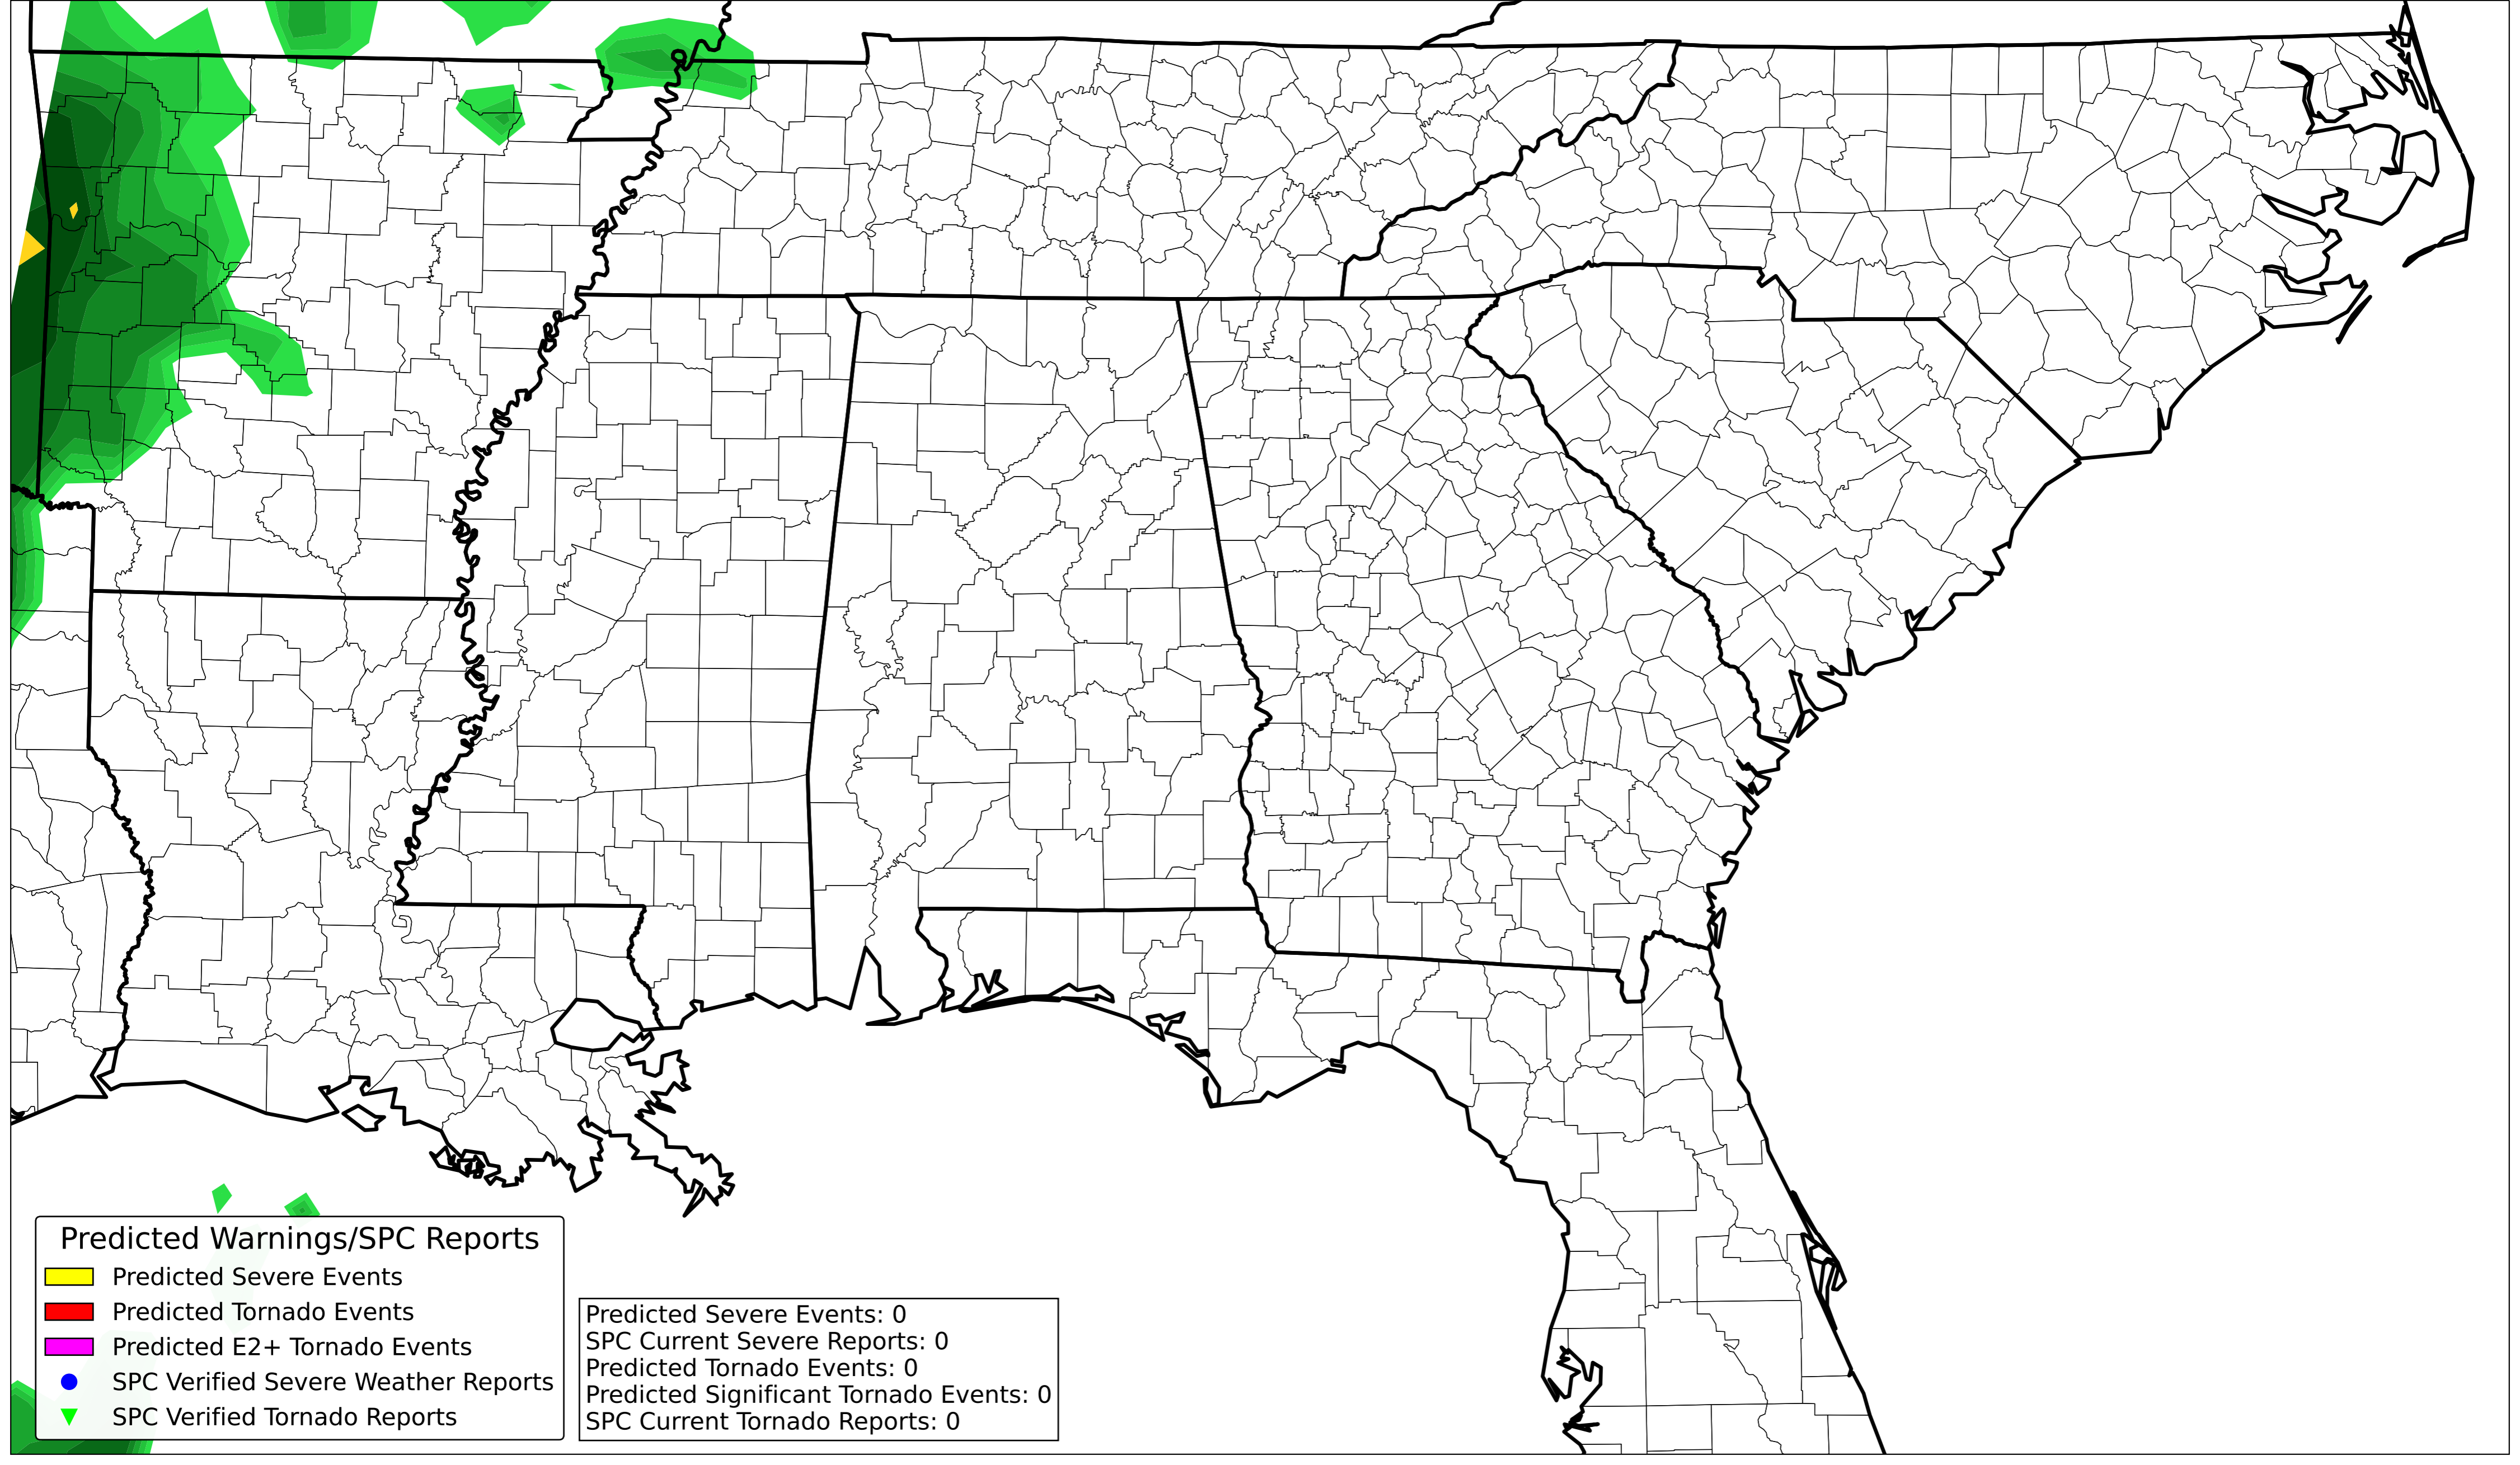 Predicted Warnings/SPC Reports
Predicted Severe Events
Predicted Tornado Events
Predicted E2+ Tornado Events
SPC Verified Severe Weather Reports
SPC Verified Tornado Reports
Predicted Severe Events: 0
SPC Current Severe Reports: 0
Predicted Tornado Events: 0
Predicted Significant Tornado Events: 0
SPC Current Tornado Reports: 0